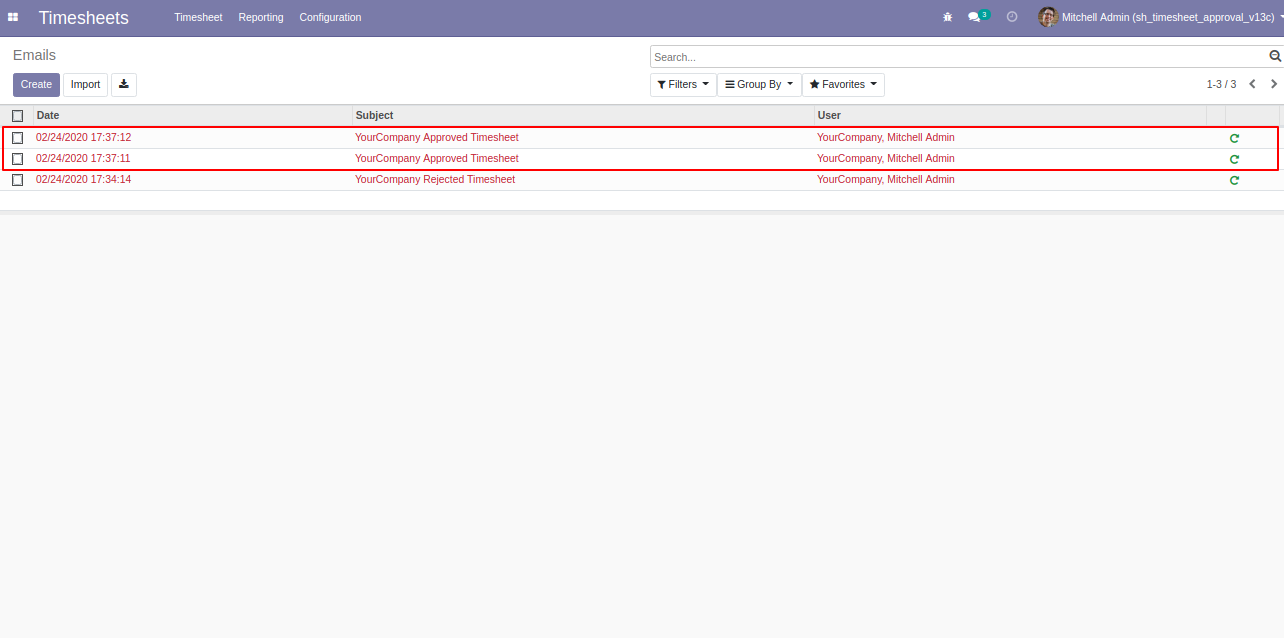 Timesheets Timesheet Reporting Configuration 3 Mitchell Admin (sh_timesheet_approval_v13c)
Emails
Search...
Create Import Filters Group By Favorites 1-3 / 3
Date Subject User
02/24/2020 17:37:12 YourCompany Approved Timesheet YourCompany, Mitchell Admin
02/24/2020 17:37:11 YourCompany Approved Timesheet YourCompany, Mitchell Admin
02/24/2020 17:34:14 YourCompany Rejected Timesheet YourCompany, Mitchell Admin